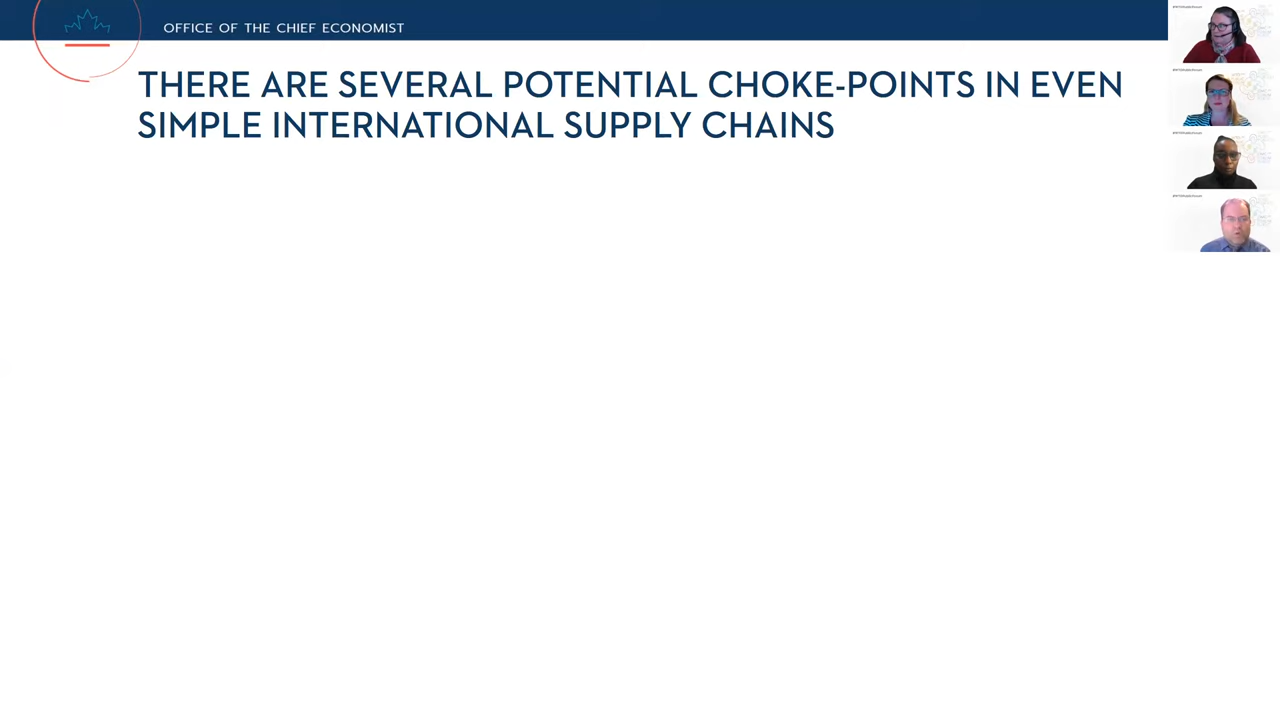 OFFICE OF THE CHIEF ECONOMIST
THERE ARE SEVERAL POTENTIAL CHOKE-POINTS IN EVEN
SIMPLE INTERNATIONAL SUPPLY CHAINS